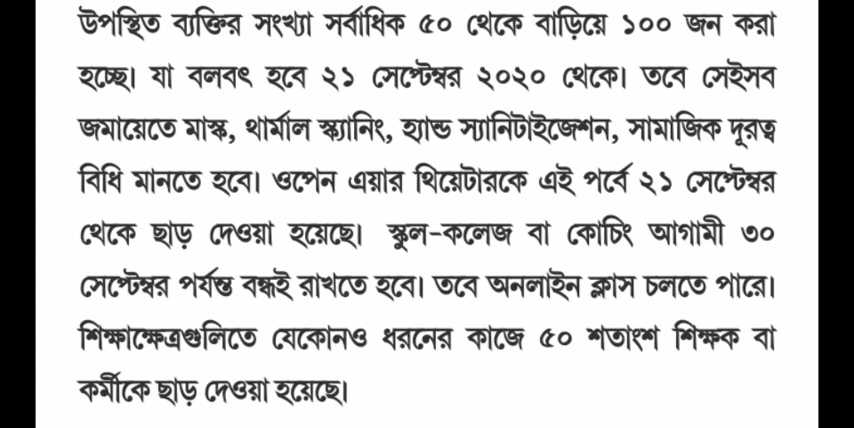 উপস্থিত ব্যক্তির সংখ্যা সর্বাধিক ৫০ থেকে বাড়িয়ে ১০০ জন করা
হচ্ছে। যা বলবৎ হবে ২১ সেপ্টেম্বর ২০২০ থেকে। তবে সেইসব
জমায়েতে মাস্ক, থার্মাল স্ক্যানিং, হ্যান্ড স্যানিটাইজেশন, সামাজিক দূরত্ব
বিধি মানতে হবে। ওপেন এয়ার থিয়েটারকে এই পর্বে ২১ সেপ্টেম্বর
থেকে ছাড় দেওয়া হয়েছে। স্কুল-কলেজ বা কোচিং আগামী ৩০
সেপ্টেম্বর পর্যন্ত বন্ধই রাখতে হবে। তবে অনলাইন ক্লাস চলতে পারে।
শিক্ষাক্ষেত্রগুলিতে যেকোনও ধরনের কাজে ৫০ শতাংশ শিক্ষক বা
কর্মীকে ছাড় দেওয়া হয়েছে।